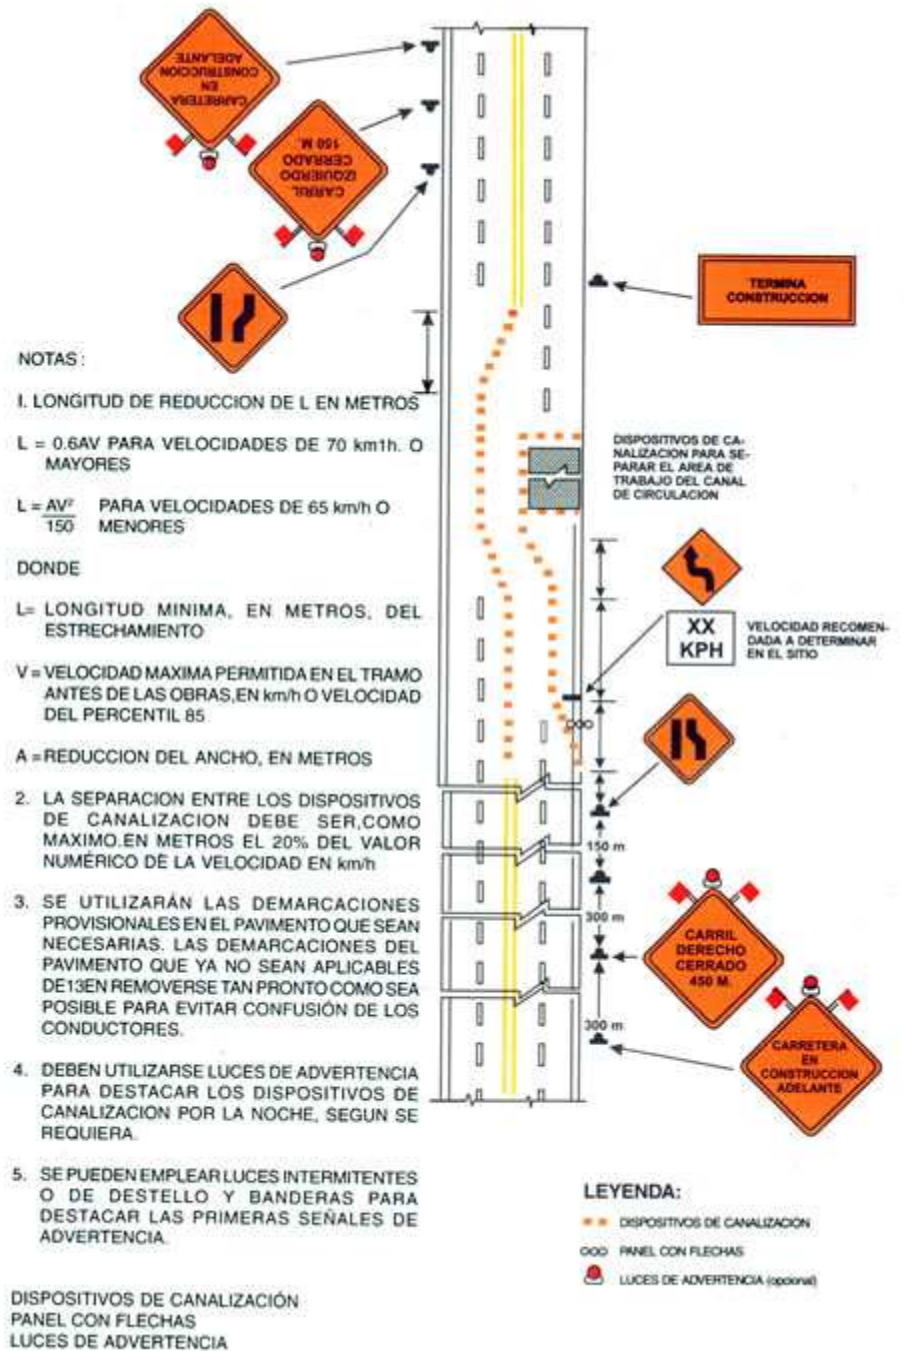 CARRETERA
EN
CONSTRUCCION
ADELANTE
CARRIL
IZQUIERDO
CERRADO
150 M.
TERMINA
CONSTRUCCION
NOTAS :
I. LONGITUD DE REDUCCION DE L EN METROS
L = 0.6AV PARA VELOCIDADES DE 70 km1h. O
MAYORES
L = AV²
150
PARA VELOCIDADES DE 65 km/h O
MENORES
DONDE
L= LONGITUD MINIMA, EN METROS, DEL
ESTRECHAMIENTO
V = VELOCIDAD MAXIMA PERMITIDA EN EL TRAMO
ANTES DE LAS OBRAS,EN km/h O VELOCIDAD
DEL PERCENTIL 85
A = REDUCCION DEL ANCHO, EN METROS
2. LA SEPARACION ENTRE LOS DISPOSITIVOS
DE CANALIZACION DEBE SER,COMO
MAXIMO.EN METROS EL 20% DEL VALOR
NUMÉRICO DE LA VELOCIDAD EN km/h
3. SE UTILIZARÁN LAS DEMARCACIONES
PROVISIONALES EN EL PAVIMENTO QUE SEAN
NECESARIAS. LAS DEMARCACIONES DEL
PAVIMENTO QUE YA NO SEAN APLICABLES
DE13EN REMOVERSE TAN PRONTO COMO SEA
POSIBLE PARA EVITAR CONFUSIÓN DE LOS
CONDUCTORES.
4. DEBEN UTILIZARSE LUCES DE ADVERTENCIA
PARA DESTACAR LOS DISPOSITIVOS DE
CANALIZACION POR LA NOCHE, SEGUN SE
REQUIERA.
5. SE PUEDEN EMPLEAR LUCES INTERMITENTES
O DE DESTELLO Y BANDERAS PARA
DESTACAR LAS PRIMERAS SEÑALES DE
ADVERTENCIA.
DISPOSITIVOS DE CA-
NALIZACION PARA SE-
PARAR EL AREA DE
TRABAJO DEL CANAL
DE CIRCULACION
XX
KPH
VELOCIDAD RECOMEN-
DADA A DETERMINAR
EN EL SITIO
150 m
300 m
300 m
CARRIL
DERECHO
CERRADO
450 M.
CARRETERA
EN
CONSTRUCCION
ADELANTE
LEYENDA:
DISPOSITIVOS DE CANALIZACION
PANEL CON FLECHAS
LUCES DE ADVERTENCIA (opcional)
DISPOSITIVOS DE CANALIZACIÓN
PANEL CON FLECHAS
LUCES DE ADVERTENCIA